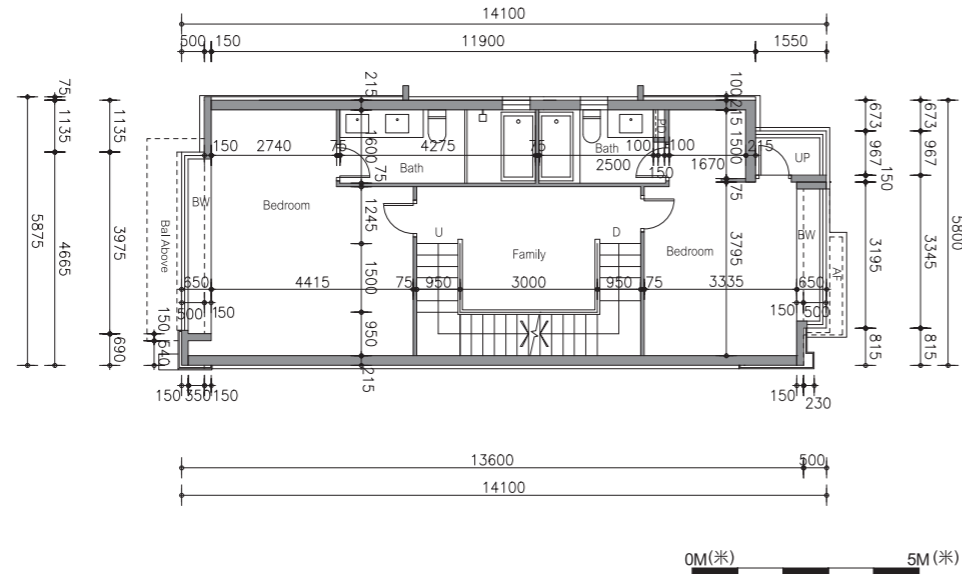 14100
500 150 11900 1550
75 215 100
1135 1135 1600 215 1500 673 673
150 2740 75 4275 75 2500 100 100 150 1670 215
Bath Bath PD UP
967 967
75 75 150
BW Bedroom
Bal Above
U Family D Bedroom BW
AF
5875 4665 3975 1245 3795 3195 3345 5800
650 4415 75 950 3000 950 75 3335 650
500 150 1500 150 500
150 690 540 950 815 815
215
150 350 150 150 230
13600 500
14100
0M(米) 5M(米)